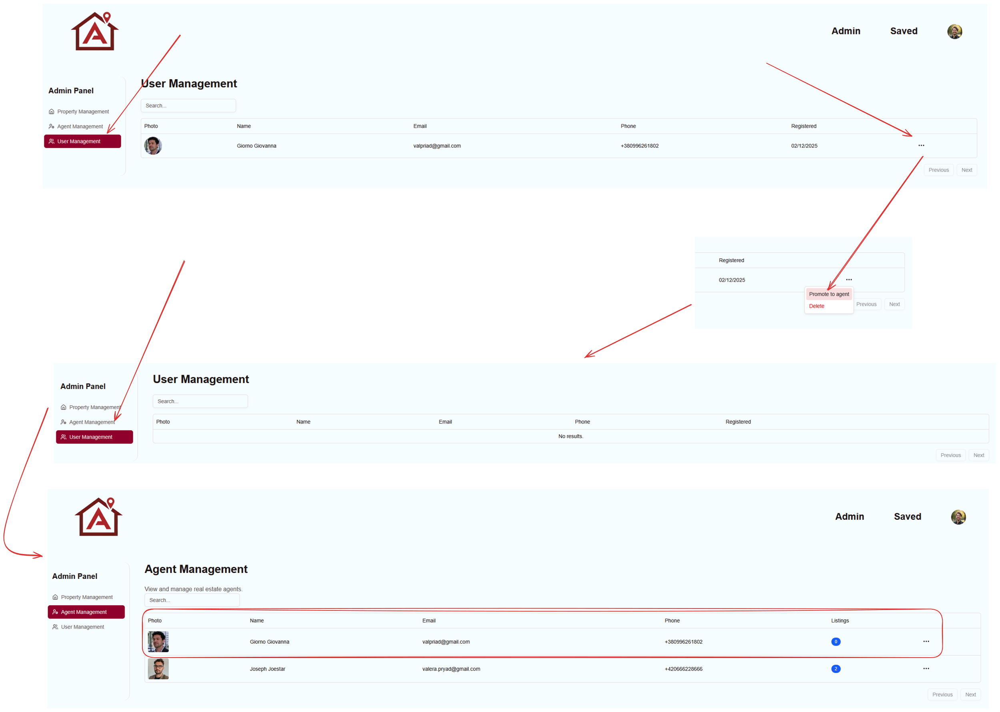 A
Admin Saved
User Management
Admin Panel
Search...
Property Management
Agent Management
User Management
Photo Name Email Phone Registered
Giorno Giovanna valpriad@gmail.com +380996261802 02/12/2025 ...
Previous Next
Registered
02/12/2025 ...
Promote to agent
Delete
Previous Next
User Management
Admin Panel
Search...
Property Management
Agent Management
User Management
Photo Name Email Phone Registered
No results.
Previous Next
A
Admin Saved
Agent Management
Admin Panel
View and manage real estate agents.
Search...
Property Management
Agent Management
User Management
Photo Name Email Phone Listings
Giorno Giovanna valpriad@gmail.com +380996261802 0 ...
Joseph Joestar valera.pryad@gmail.com +420666228666 2 ...
Previous Next